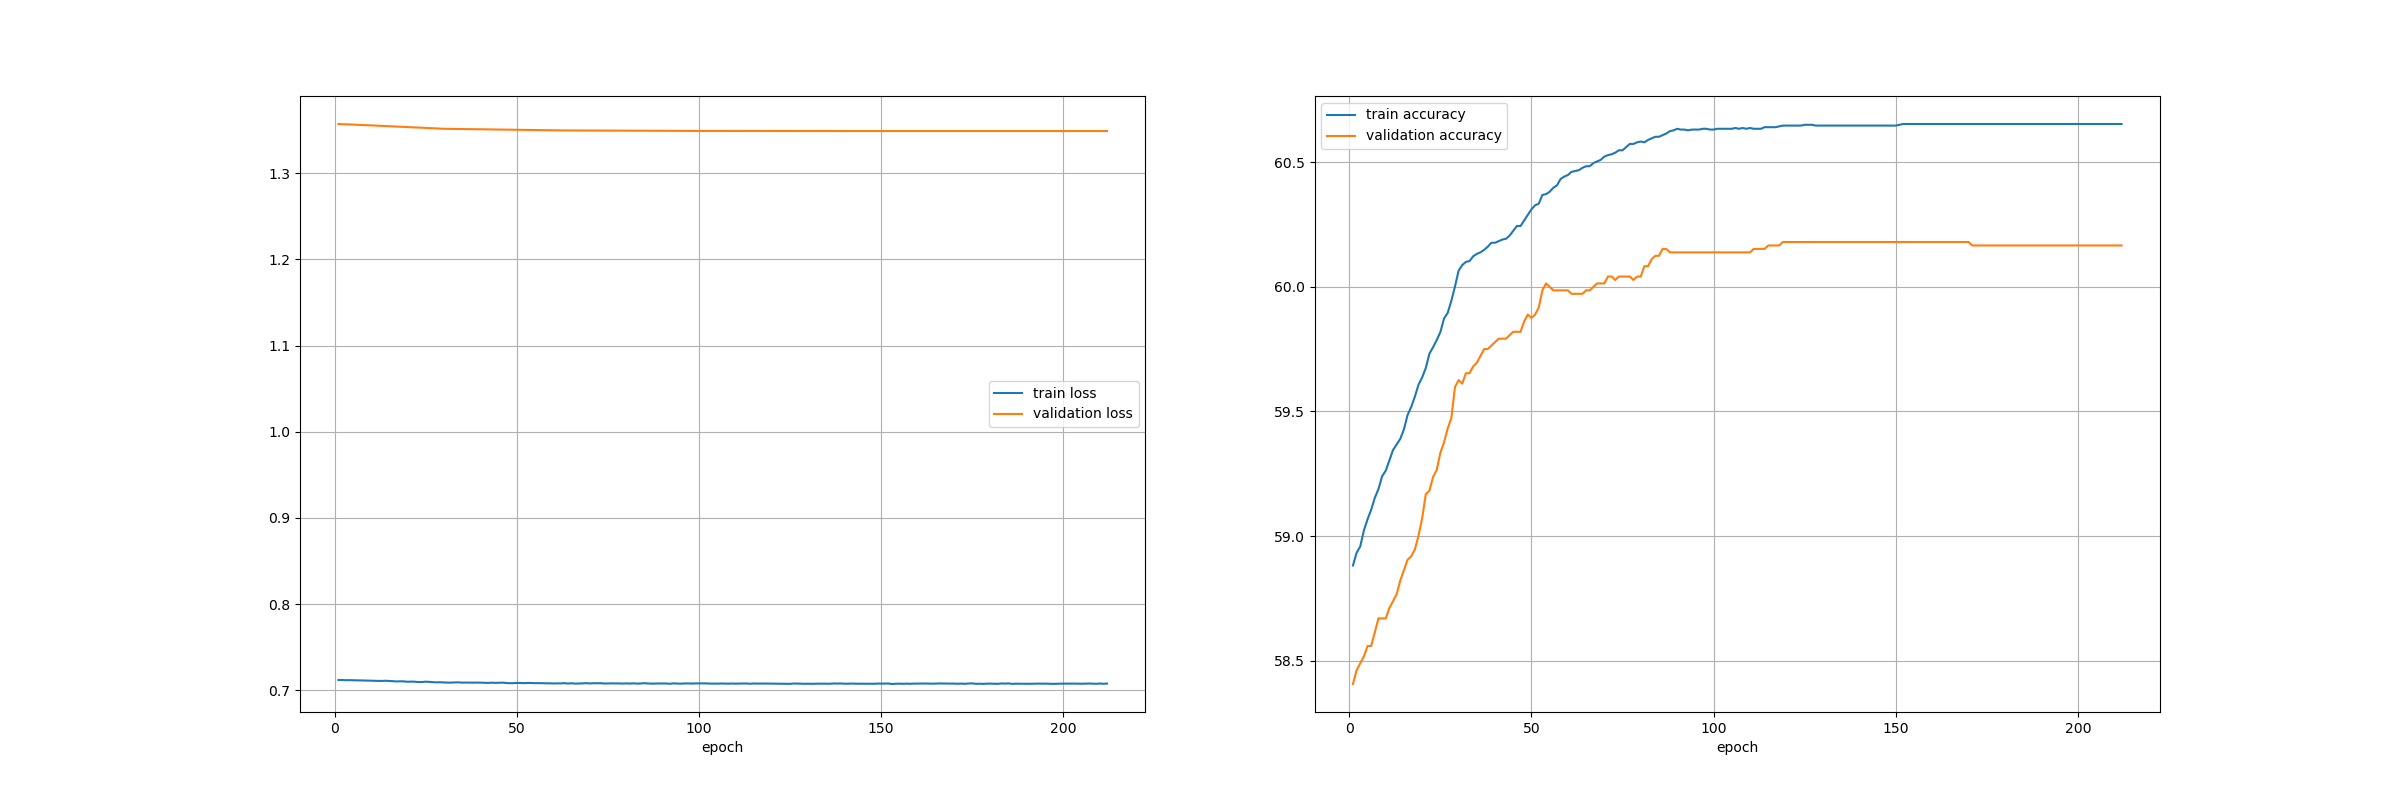 1.3
1.2
1.1
1.0
0.9
0.8
0.7
0 50 100 150 200
epoch
train loss
validation loss
train accuracy
validation accuracy
60.5
60.0
59.5
59.0
58.5
0 50 100 150 200
epoch